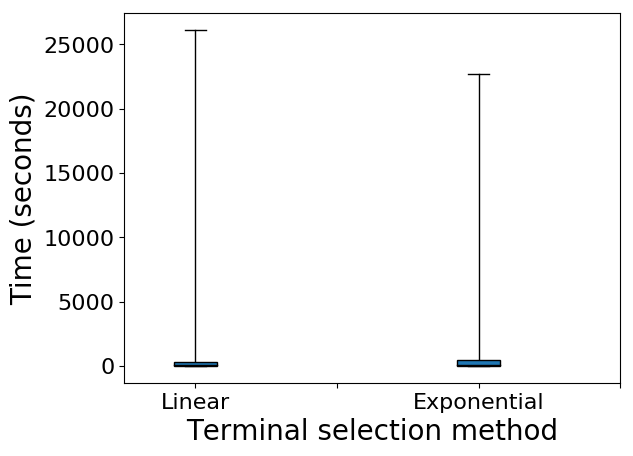 Time (seconds)
25000
20000
15000
10000
5000
0
Linear
Exponential
Terminal selection method